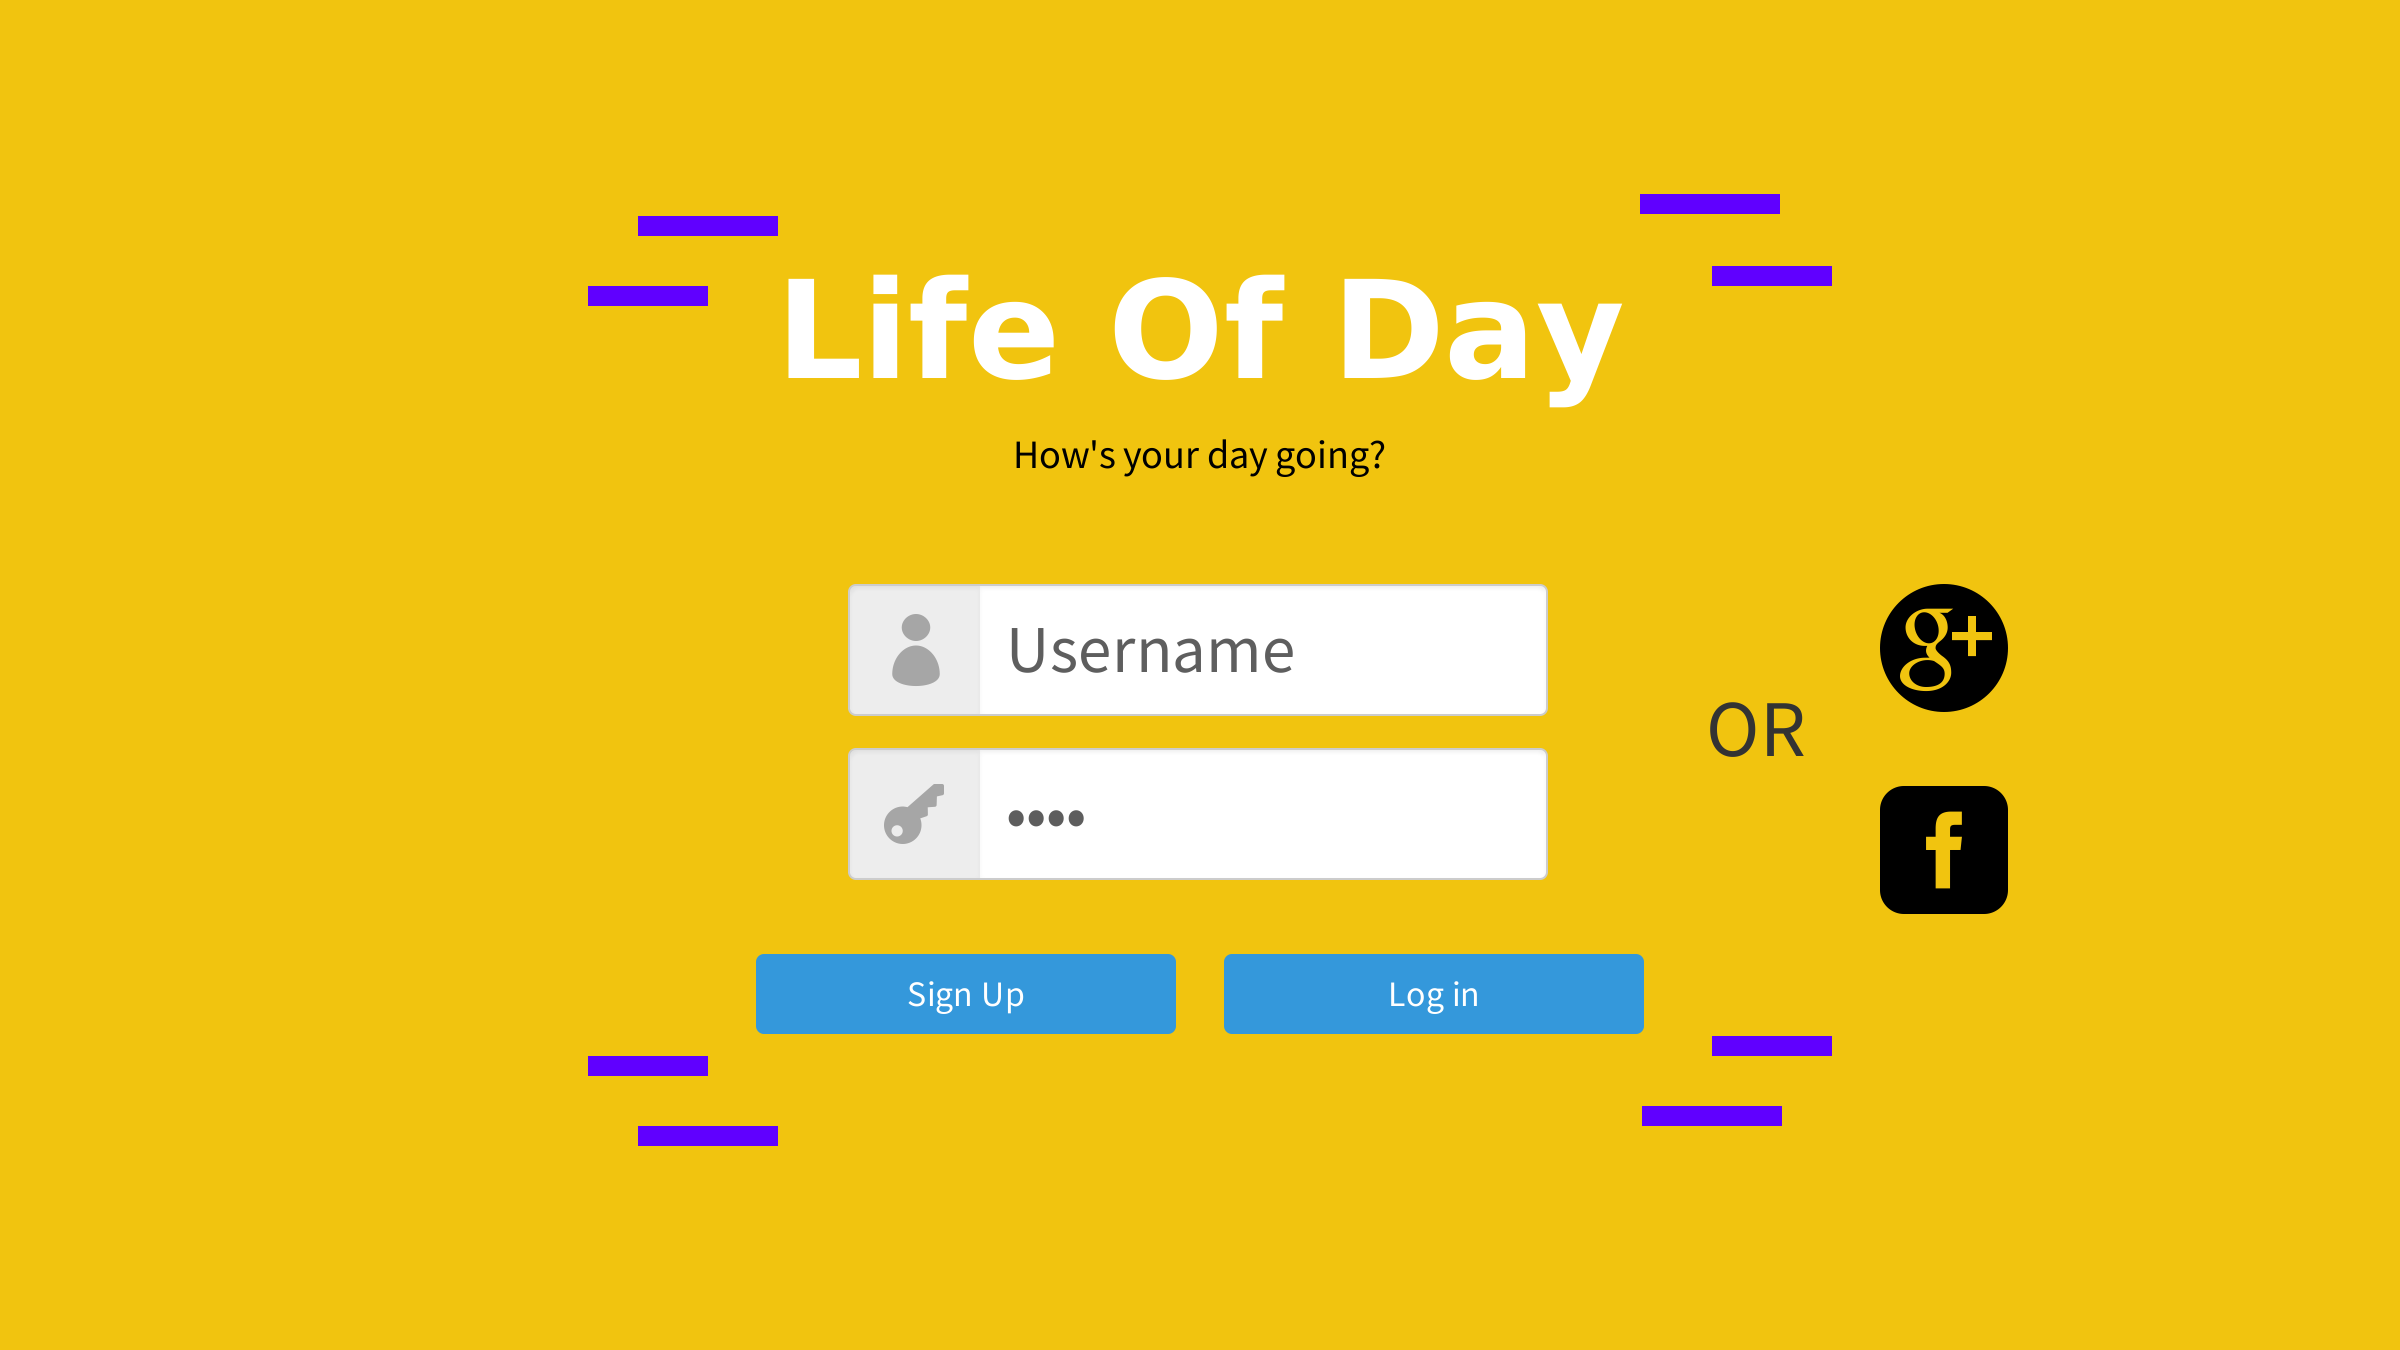 Life Of Day
How's your day going?
Username
••••
OR
g+
f
Sign Up
Log in